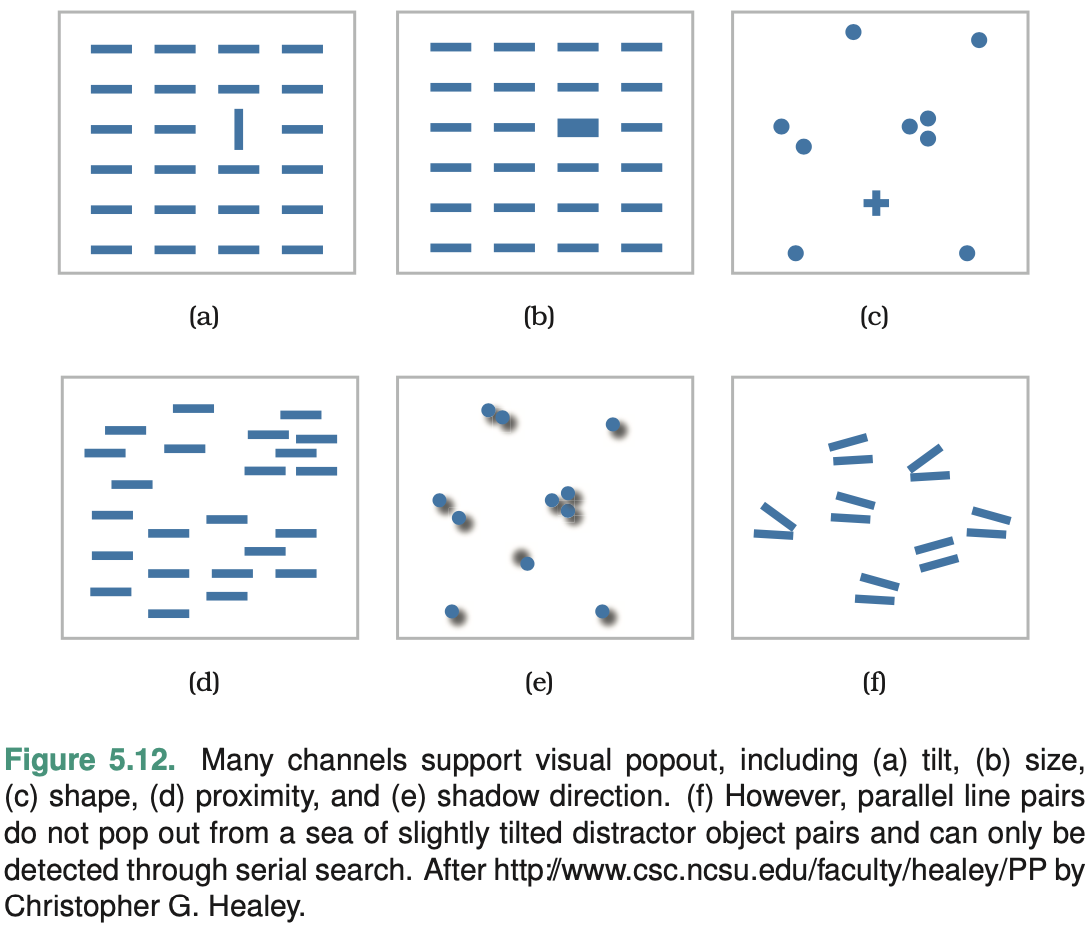 (a)
(b)
(c)
(d)
(e)
(f)
Figure 5.12. Many channels support visual popout, including (a) tilt, (b) size,
(c) shape, (d) proximity, and (e) shadow direction. (f) However, parallel line pairs
do not pop out from a sea of slightly tilted distractor object pairs and can only be
detected through serial search. After http://www.csc.ncsu.edu/faculty/healey/PP by
Christopher G. Healey.